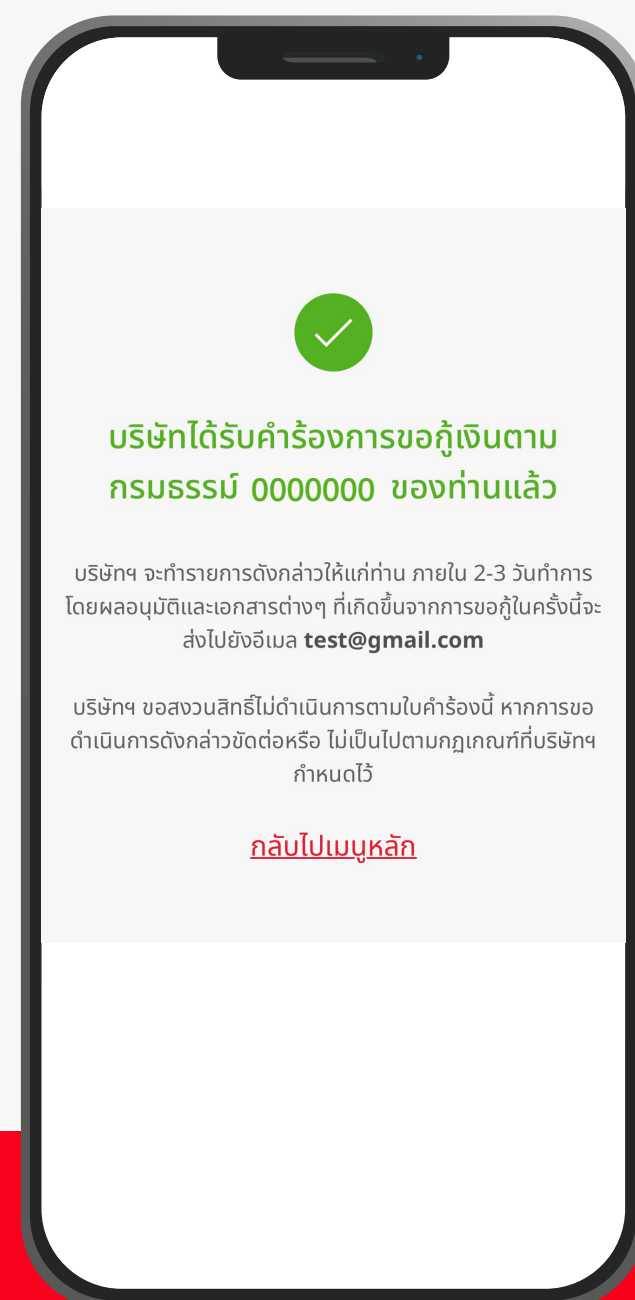 บริษัทได้รับคำร้องการขอกู้เงินตาม
กรมธรรม์ 0000000 ของท่านแล้ว
บริษัทฯ จะทำรายการดังกล่าวให้แก่ท่าน ภายใน 2-3 วันทำการ
โดยผลอนุมัติและเอกสารต่างๆ ที่เกิดขึ้นจากการขอกู้ในครั้งนี้จะ
ส่งไปยังอีเมล test@gmail.com
บริษัทฯ ขอสงวนสิทธิ์ไม่ดำเนินการตามใบคำร้องนี้ หากการขอ
ดำเนินการดังกล่าวขัดต่อหรือ ไม่เป็นไปตามกฏเกณฑ์ที่บริษัทฯ
กำหนดไว้
กลับไปเมนูหลัก